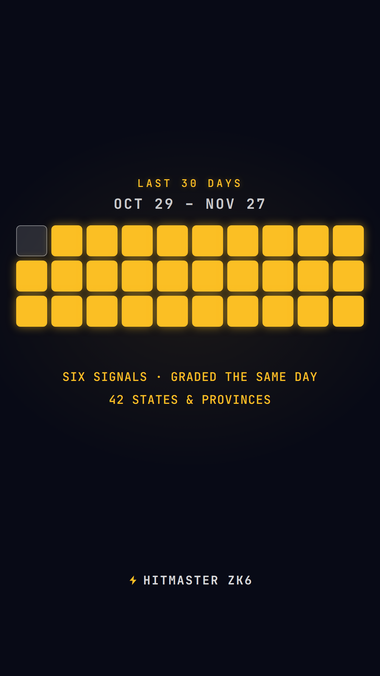 LAST 30 DAYS
OCT 29 – NOV 27
SIX SIGNALS · GRADED THE SAME DAY
42 STATES & PROVINCES
HITMASTER ZK6